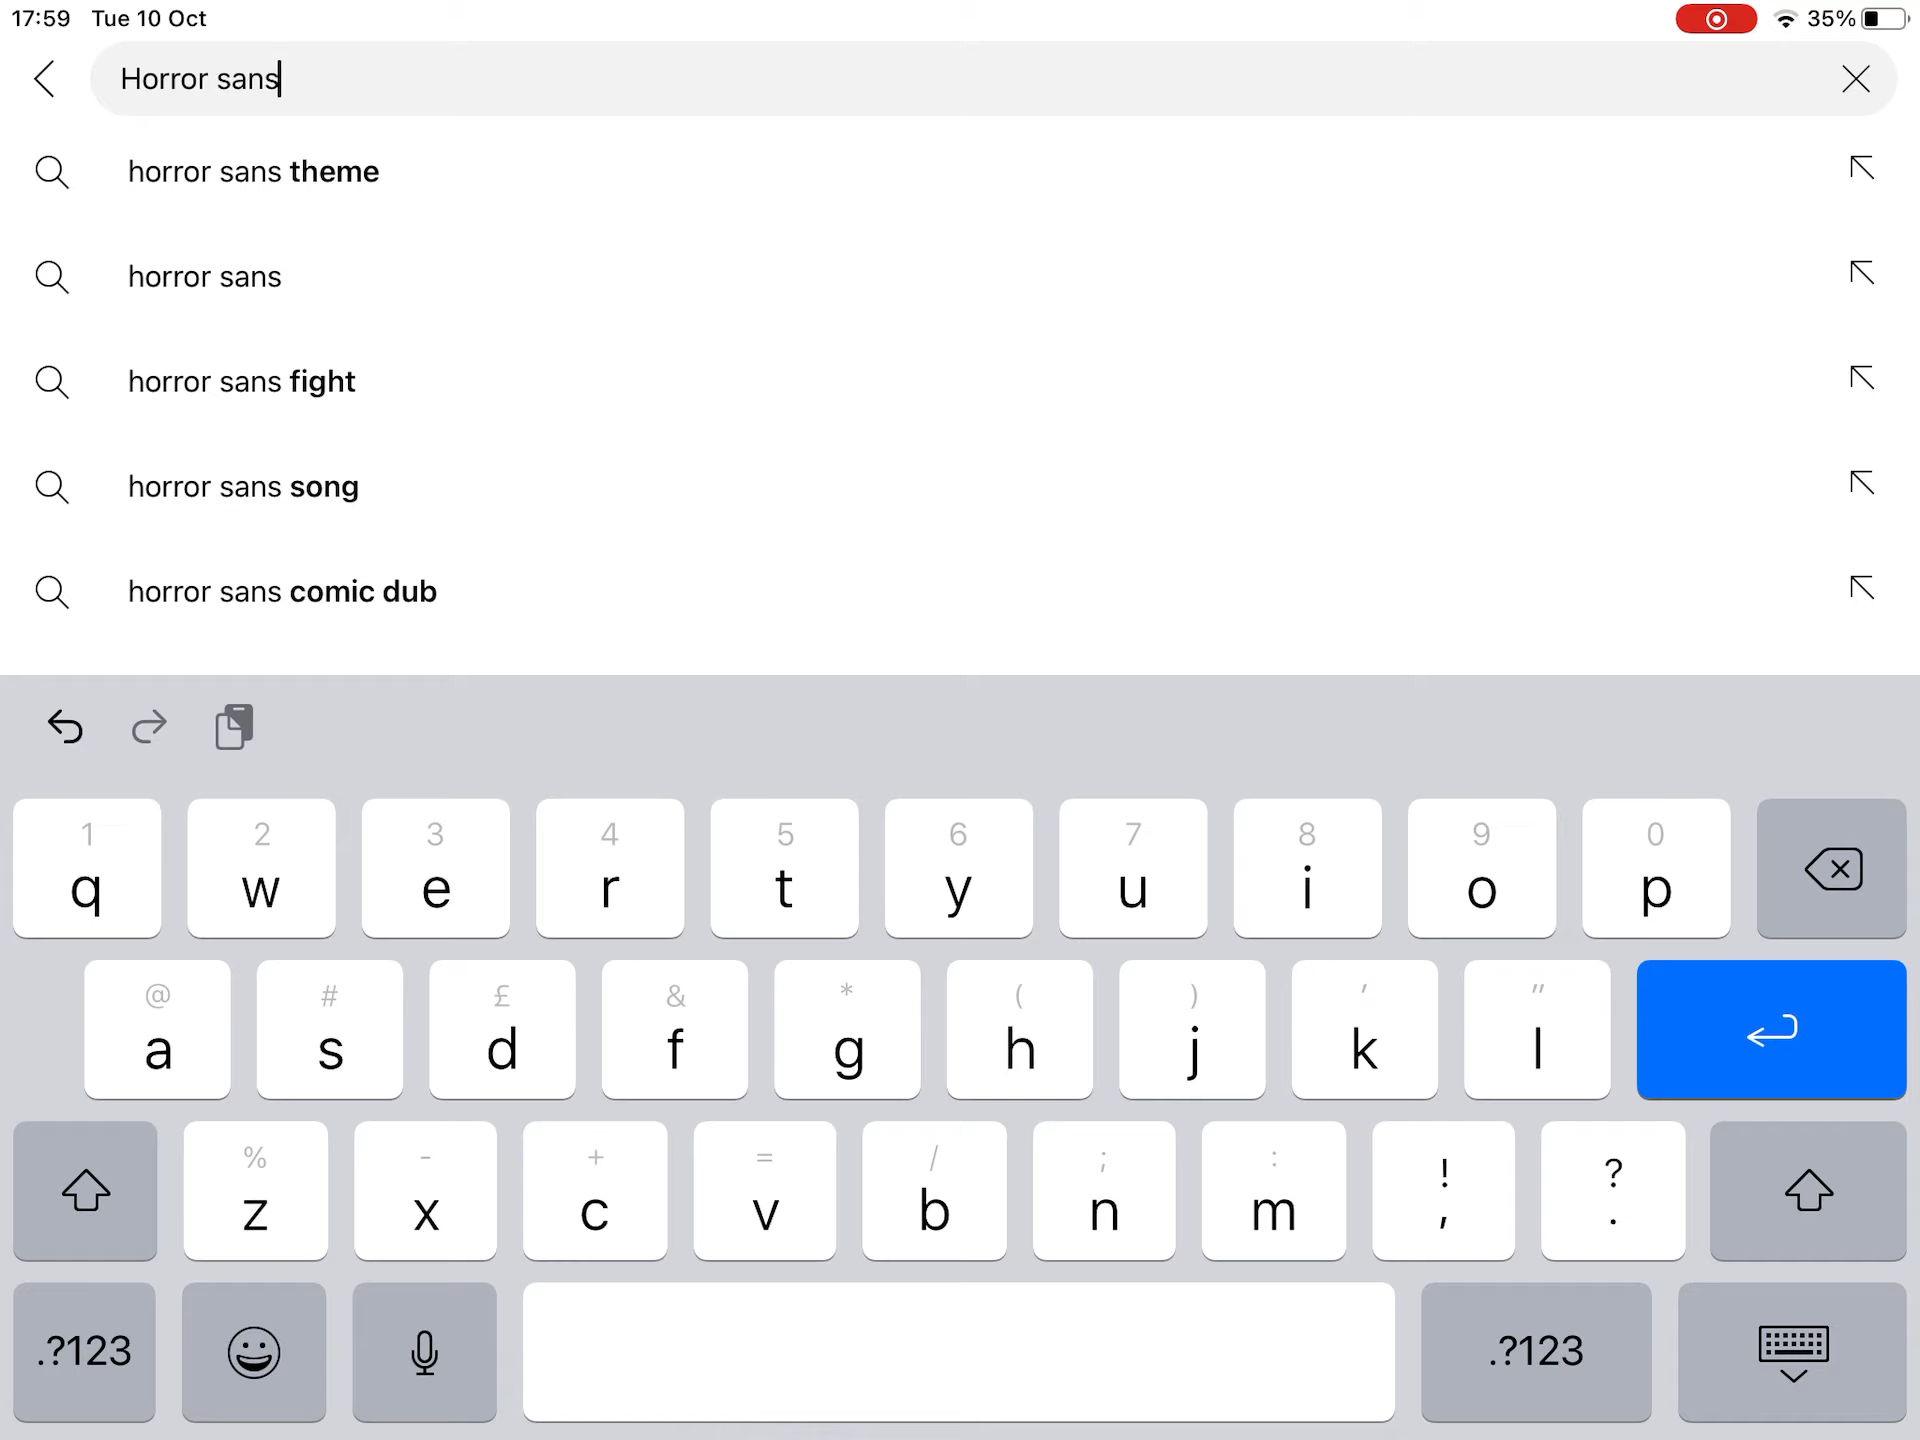 17:59 Tue 10 Oct 35%
Horror sans
horror sans theme
horror sans
horror sans fight
horror sans song
horror sans comic dub
1 2 3 4 5 6 7 8 9 0
q w e r t y u i o p
@ # £ & * ( ) ' "
a s d f g h j k l
% - + = / ; : ! ?
z x c v b n m , .
.?123 .?123